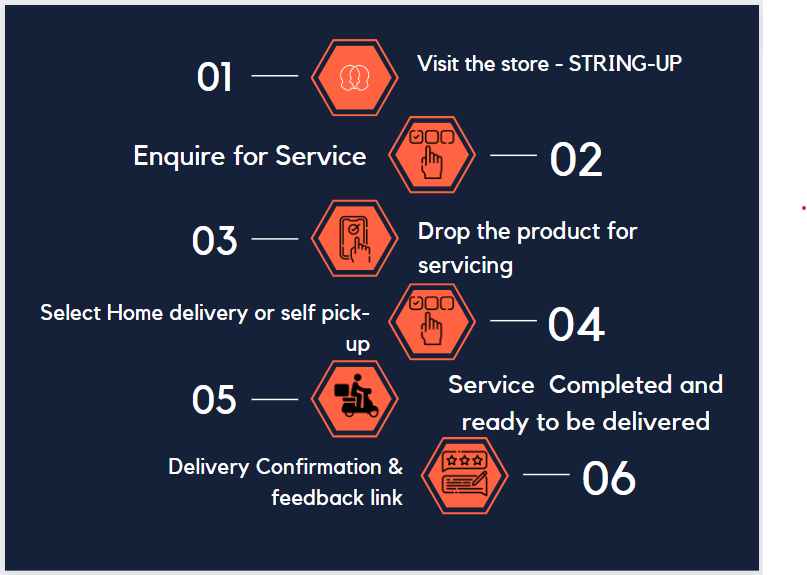 01
Visit the store - STRING-UP
Enquire for Service
02
03
Drop the product for
servicing
Select Home delivery or self pick-
up
04
05
Service  Completed and
ready to be delivered
Delivery Confirmation &
feedback link
06